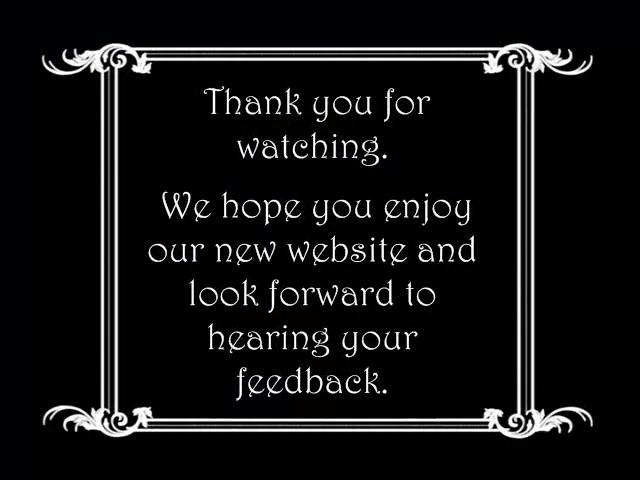 Thank you for
watching.
We hope you enjoy
our new website and
look forward to
hearing your
feedback.